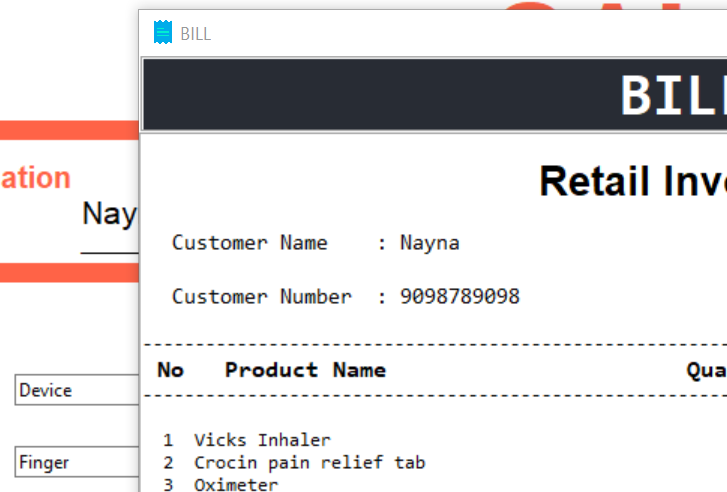 BILL
BILL
Retail
ation
Nay
Customer Name : Nayna
Customer Number : 9098789098
No Product Name Qua
Device
Finger
1 Vicks Inhaler
2 Crocin pain relief tab
3 Oximeter